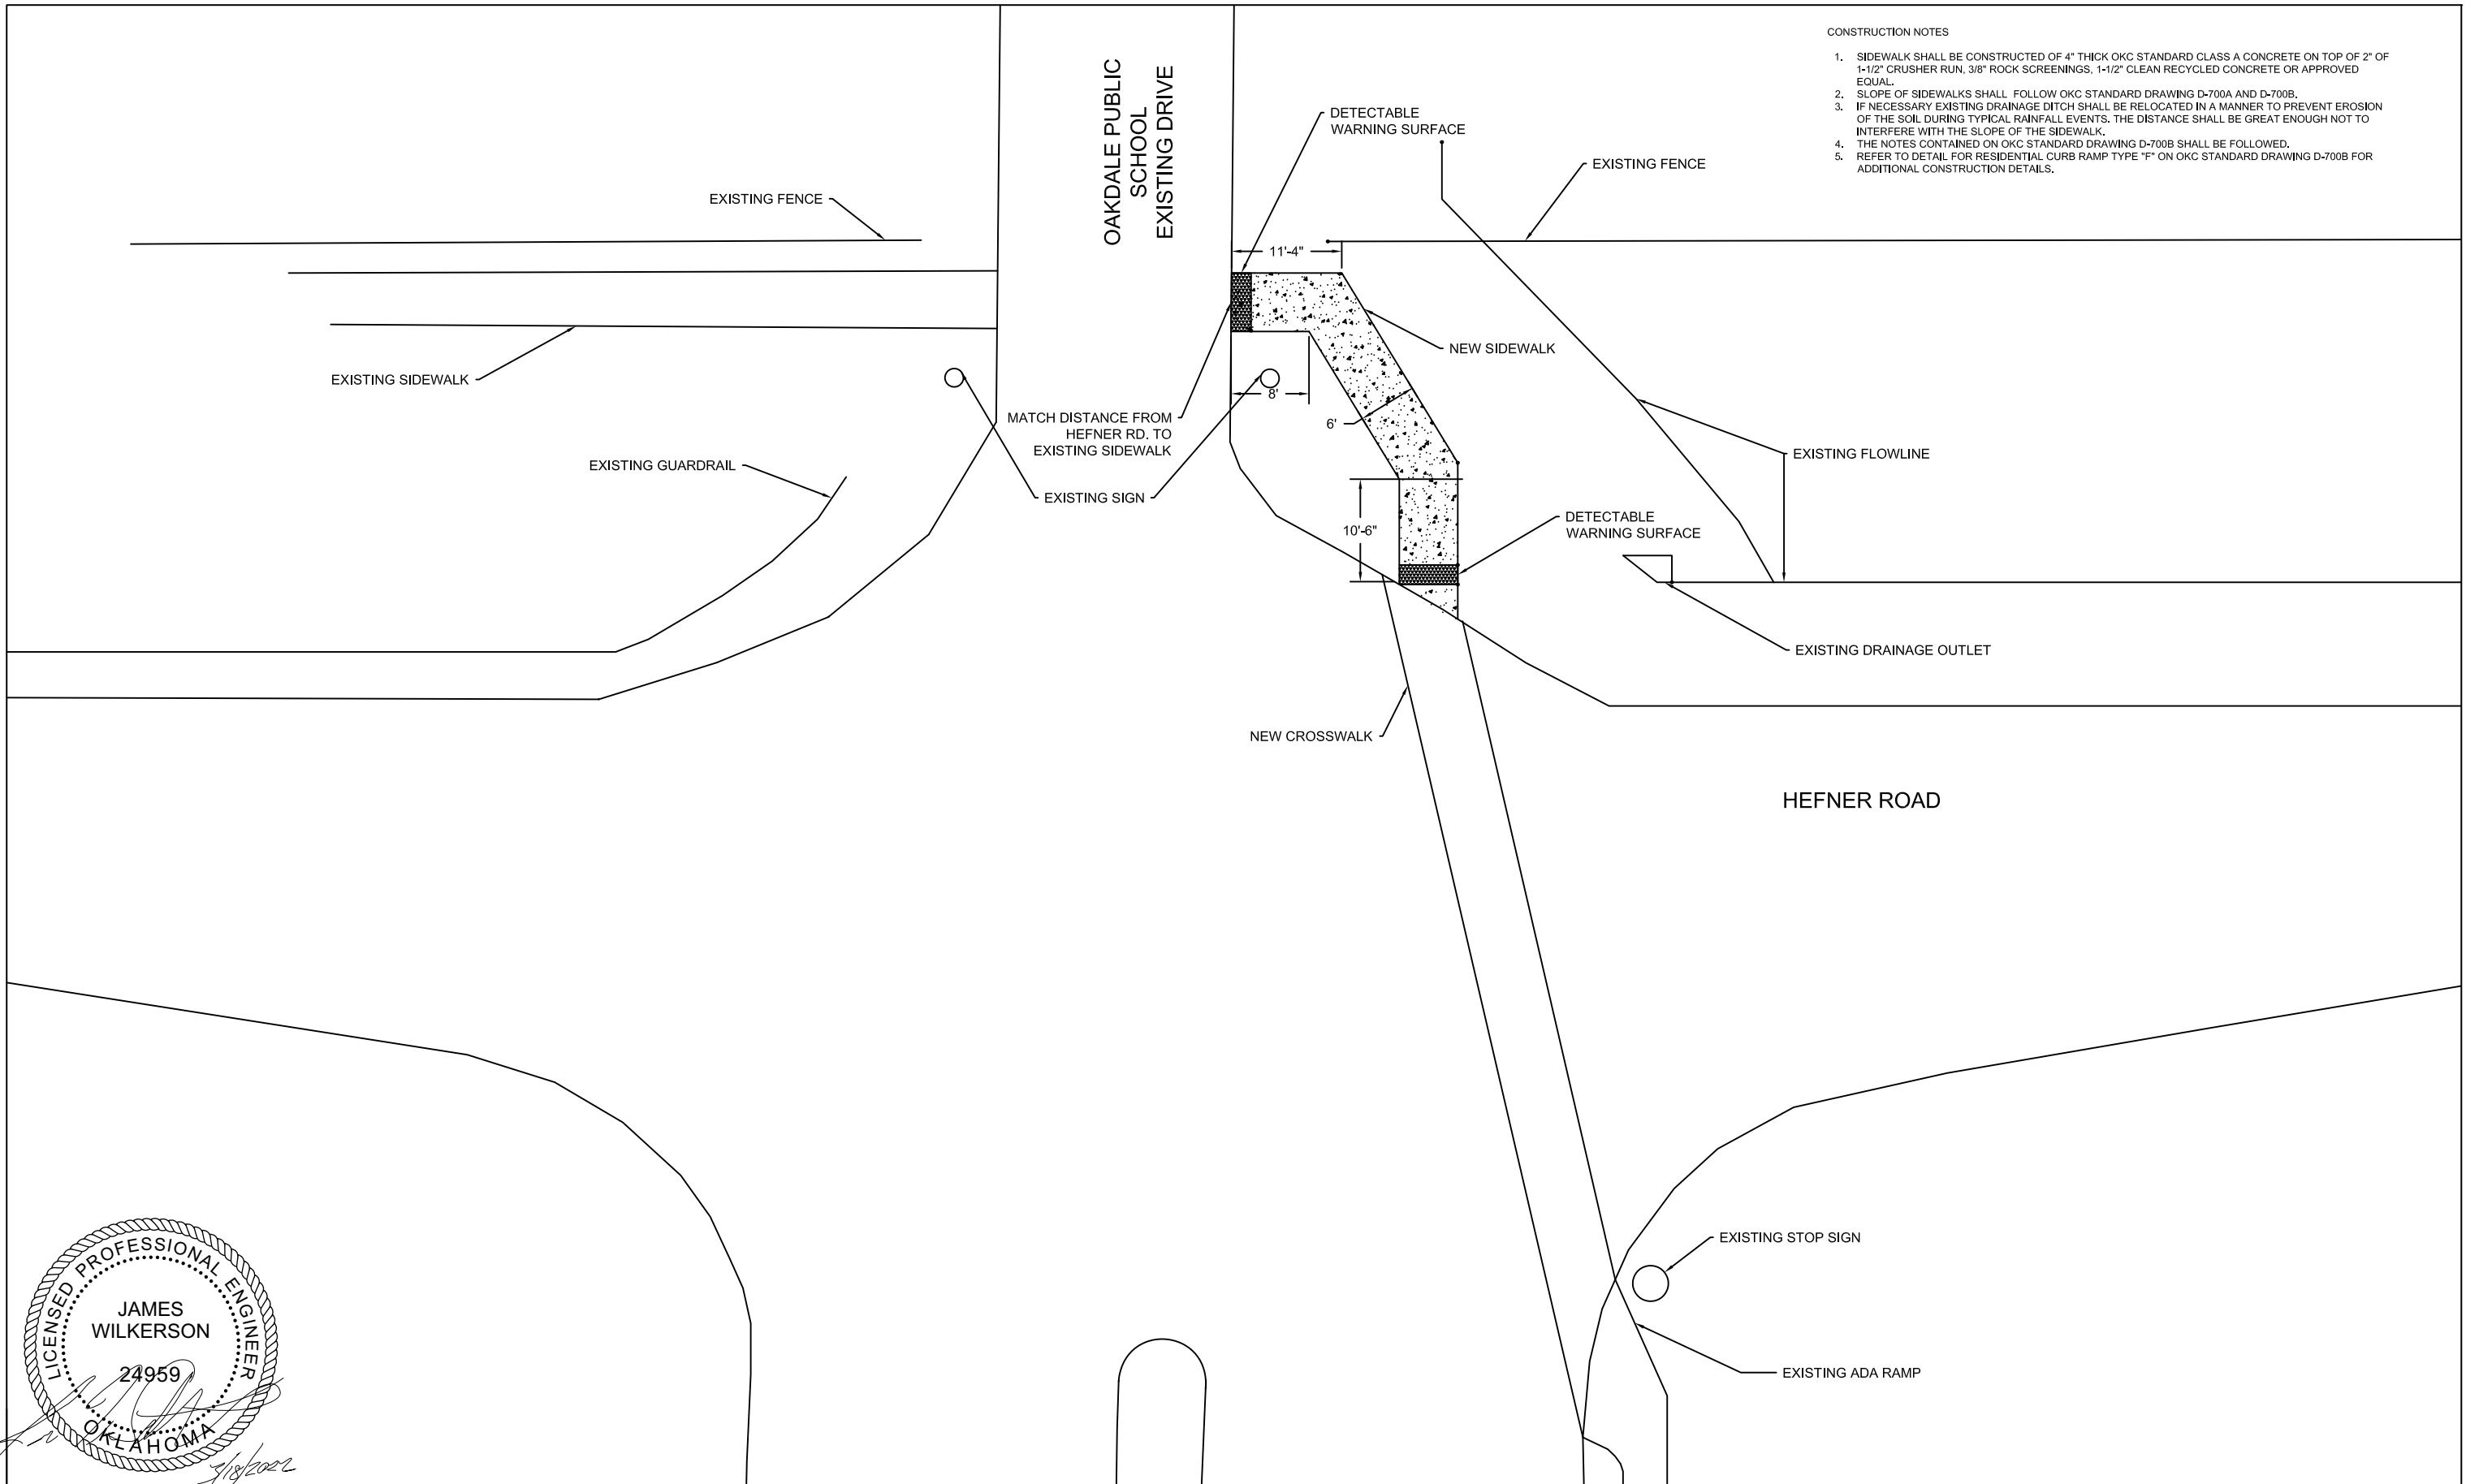 CONSTRUCTION NOTES
1. SIDEWALK SHALL BE CONSTRUCTED OF 4" THICK OKC STANDARD CLASS A CONCRETE ON TOP OF 2" OF
1-1/2" CRUSHER RUN, 3/8" ROCK SCREENINGS, 1-1/2" CLEAN RECYCLED CONCRETE OR APPROVED
EQUAL.
2. SLOPE OF SIDEWALKS SHALL FOLLOW OKC STANDARD DRAWING D-700A AND D-700B.
3. IF NECESSARY EXISTING DRAINAGE DITCH SHALL BE RELOCATED IN A MANNER TO PREVENT EROSION
OF THE SOIL DURING TYPICAL RAINFALL EVENTS. THE DISTANCE SHALL BE GREAT ENOUGH NOT TO
INTERFERE WITH THE SLOPE OF THE SIDEWALK.
4. THE NOTES CONTAINED ON OKC STANDARD DRAWING D-700B SHALL BE FOLLOWED.
5. REFER TO DETAIL FOR RESIDENTIAL CURB RAMP TYPE "F" ON OKC STANDARD DRAWING D-700B FOR
ADDITIONAL CONSTRUCTION DETAILS.
OAKDALE PUBLIC
SCHOOL
EXISTING DRIVE
DETECTABLE
WARNING SURFACE
EXISTING FENCE
EXISTING FENCE
11'-4"
NEW SIDEWALK
EXISTING SIDEWALK
8'
MATCH DISTANCE FROM
HEFNER RD. TO
EXISTING SIDEWALK
6'
EXISTING FLOWLINE
EXISTING GUARDRAIL
EXISTING SIGN
10'-6"
DETECTABLE
WARNING SURFACE
EXISTING DRAINAGE OUTLET
NEW CROSSWALK
HEFNER ROAD
EXISTING STOP SIGN
EXISTING ADA RAMP
LICENSED PROFESSIONAL ENGINEER
JAMES
WILKERSON
24959
OKLAHOMA